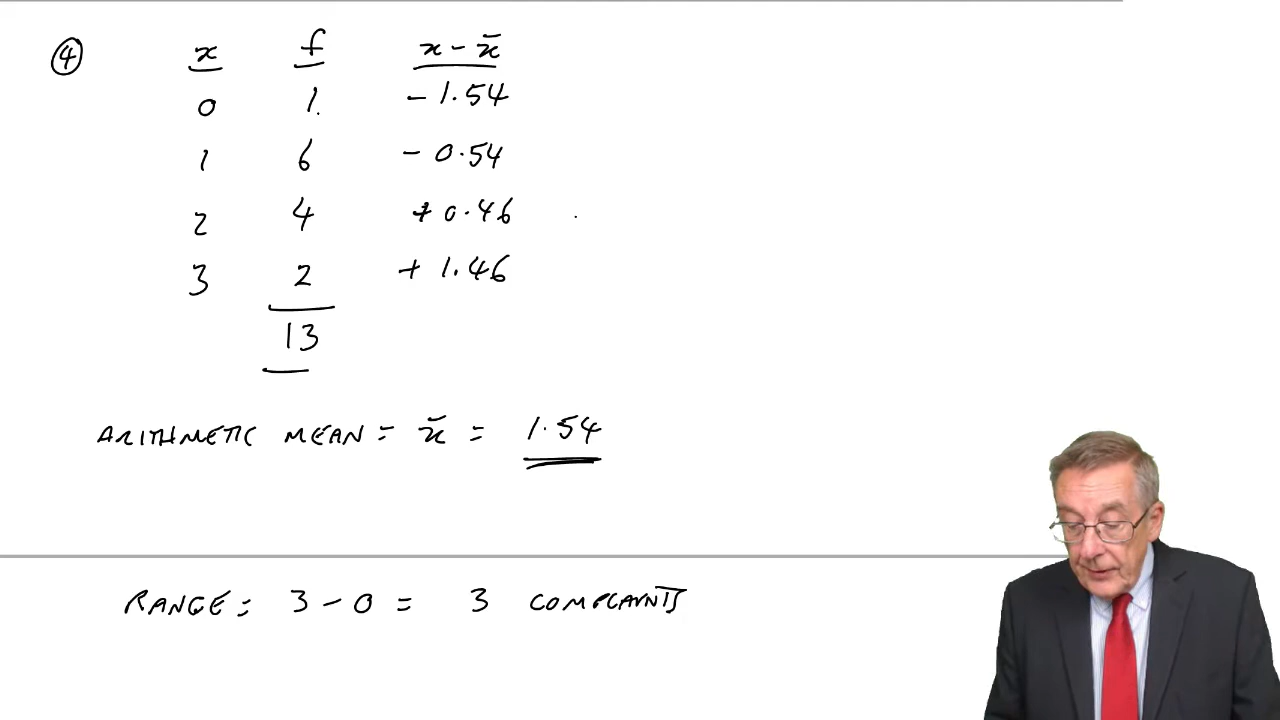 ④ x f x - x̄
0 1 - 1.54
1 6 - 0.54
2 4 + 0.46
3 2 + 1.46
13
ARITHMETIC MEAN = x̄ = 1.54
RANGE = 3 - 0 = 3 COMPLAINTS